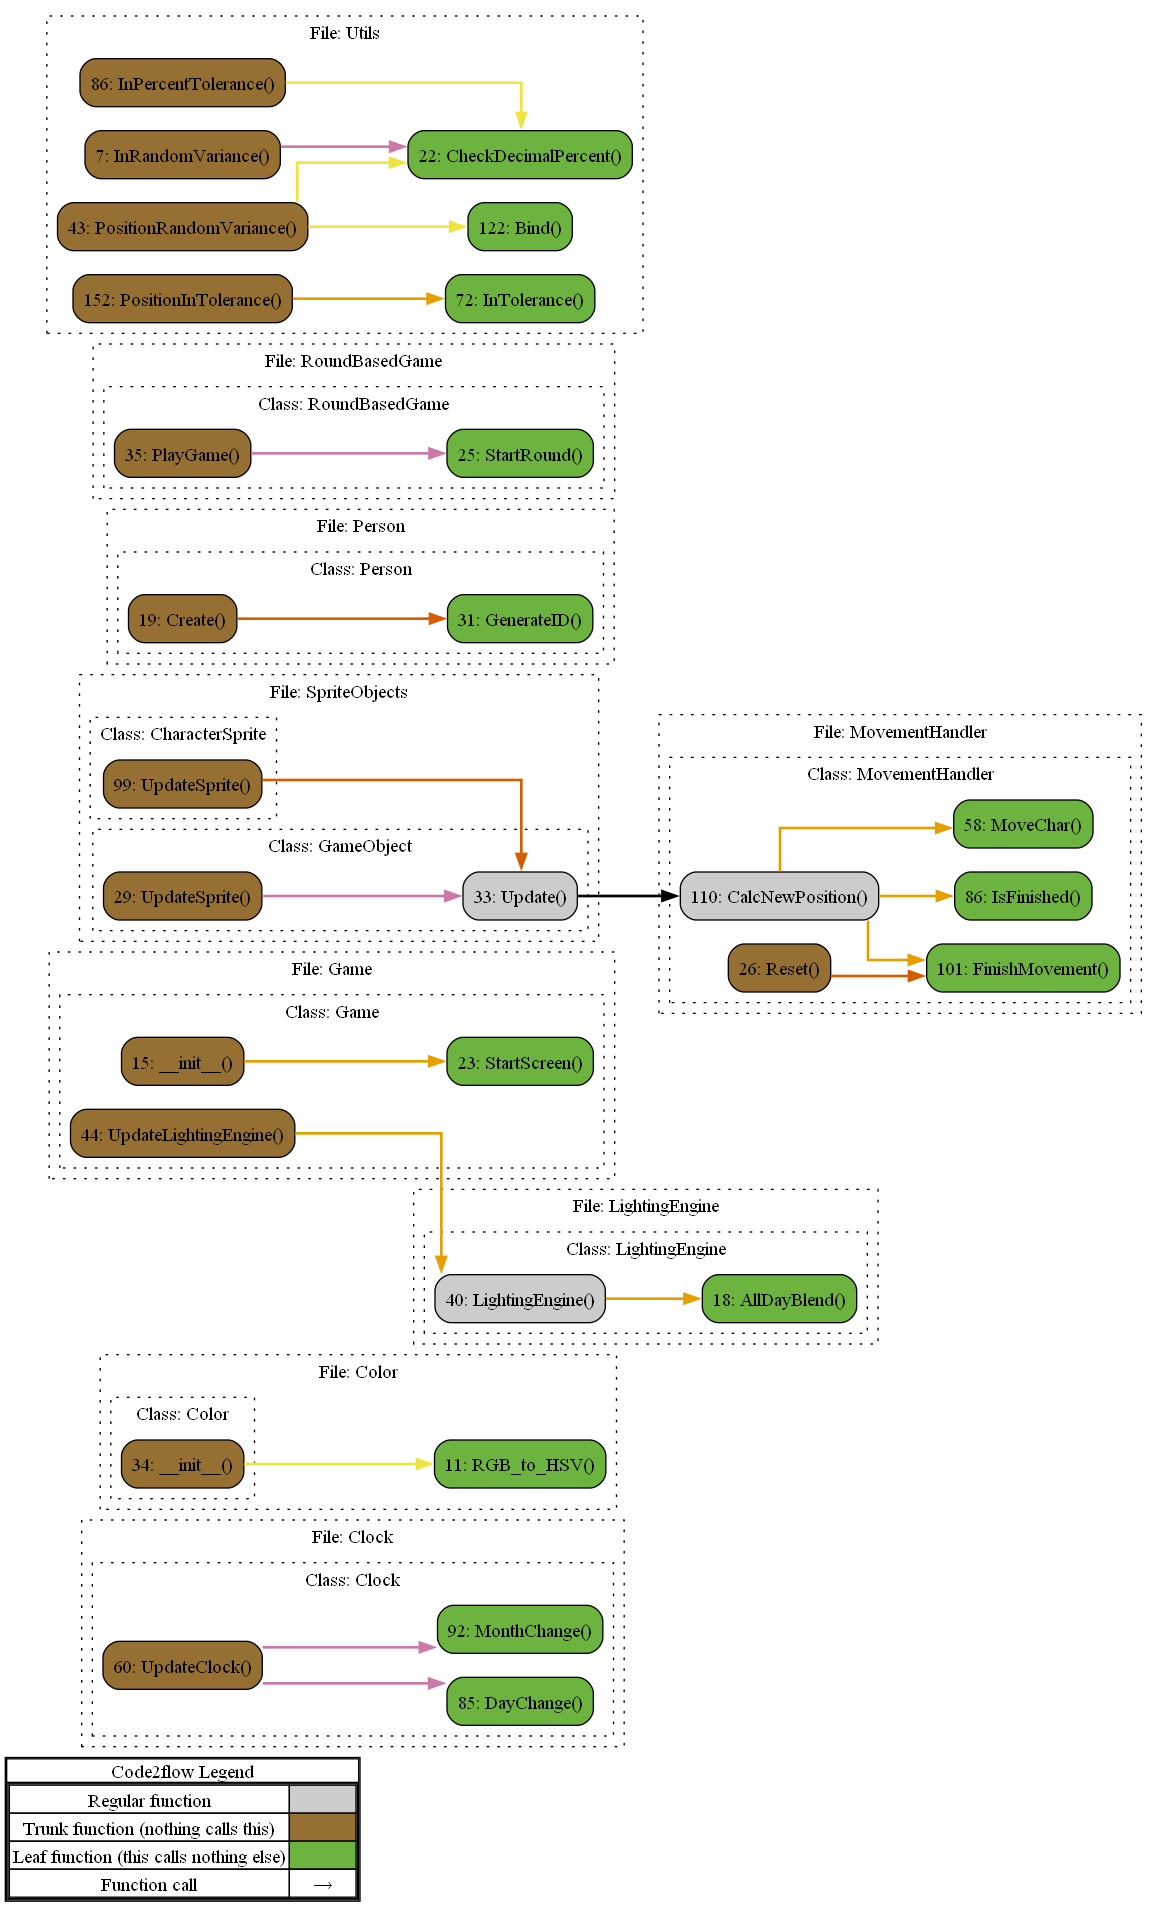 File: Utils
86: InPercentTolerance()
7: InRandomVariance()
22: CheckDecimalPercent()
43: PositionRandomVariance()
122: Bind()
152: PositionInTolerance()
72: InTolerance()
File: RoundBasedGame
Class: RoundBasedGame
35: PlayGame()
25: StartRound()
File: Person
Class: Person
19: Create()
31: GenerateID()
File: SpriteObjects
Class: CharacterSprite
99: UpdateSprite()
Class: GameObject
29: UpdateSprite()
33: Update()
File: MovementHandler
Class: MovementHandler
58: MoveChar()
110: CalcNewPosition()
86: IsFinished()
26: Reset()
101: FinishMovement()
File: Game
Class: Game
15: __init__()
23: StartScreen()
44: UpdateLightingEngine()
File: LightingEngine
Class: LightingEngine
40: LightingEngine()
18: AllDayBlend()
File: Color
Class: Color
34: __init__()
11: RGB_to_HSV()
File: Clock
Class: Clock
92: MonthChange()
60: UpdateClock()
85: DayChange()
Code2flow Legend
Regular function
Trunk function (nothing calls this)
Leaf function (this calls nothing else)
Function call →